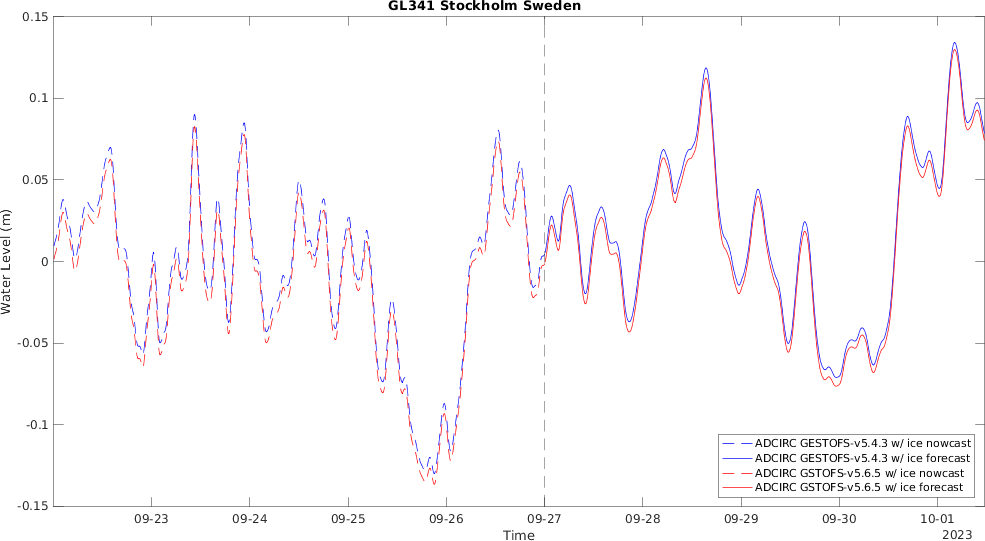 GL341 Stockholm Sweden
0.15
0.1
0.05
0
-0.05
-0.1
-0.15
Water Level (m)
ADCIRC GESTOFS-v5.4.3 w/ ice nowcast
ADCIRC GESTOFS-v5.4.3 w/ ice forecast
ADCIRC GSTOFS-v5.6.5 w/ ice nowcast
ADCIRC GSTOFS-v5.6.5 w/ ice forecast
09-23 09-24 09-25 09-26 09-27 09-28 09-29 09-30 10-01
Time
2023